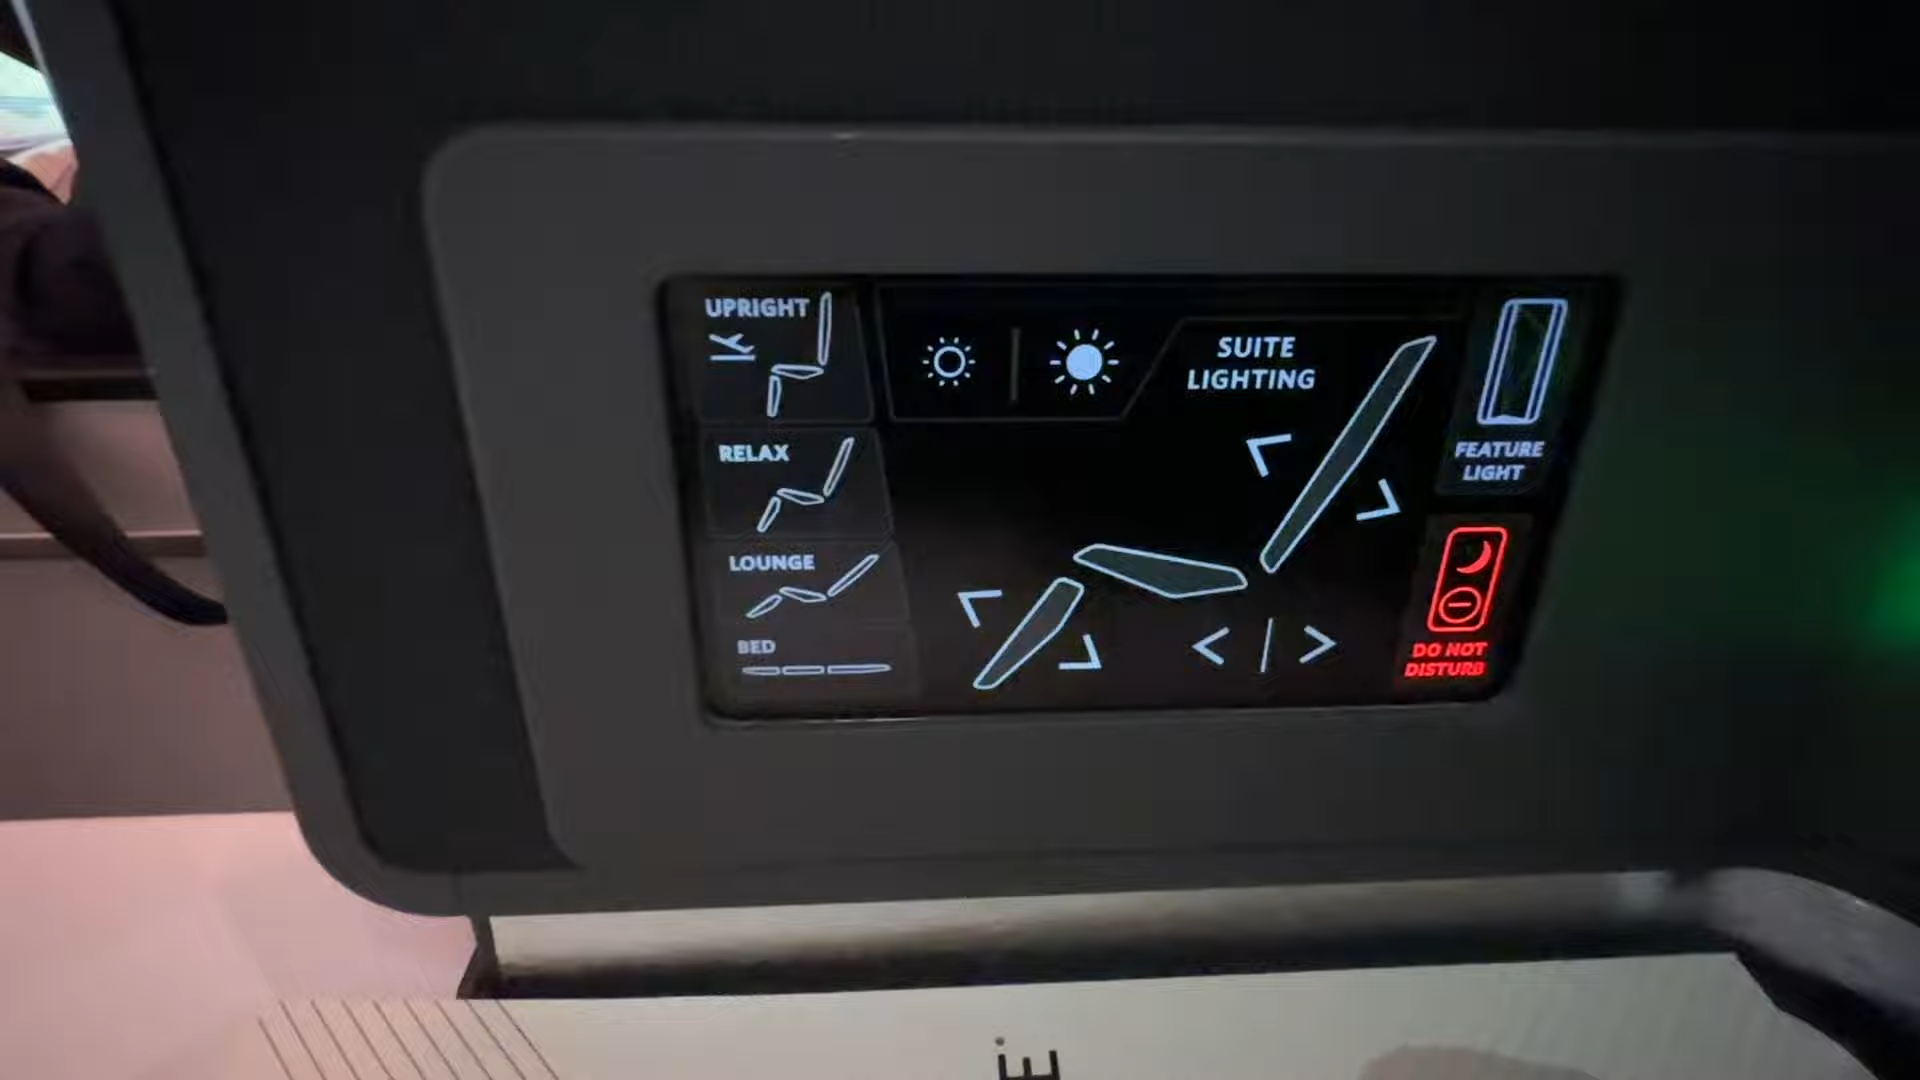 UPRIGHT
RELAX
LOUNGE
BED
SUITE
LIGHTING
FEATURE
LIGHT
DO NOT
DISTURB